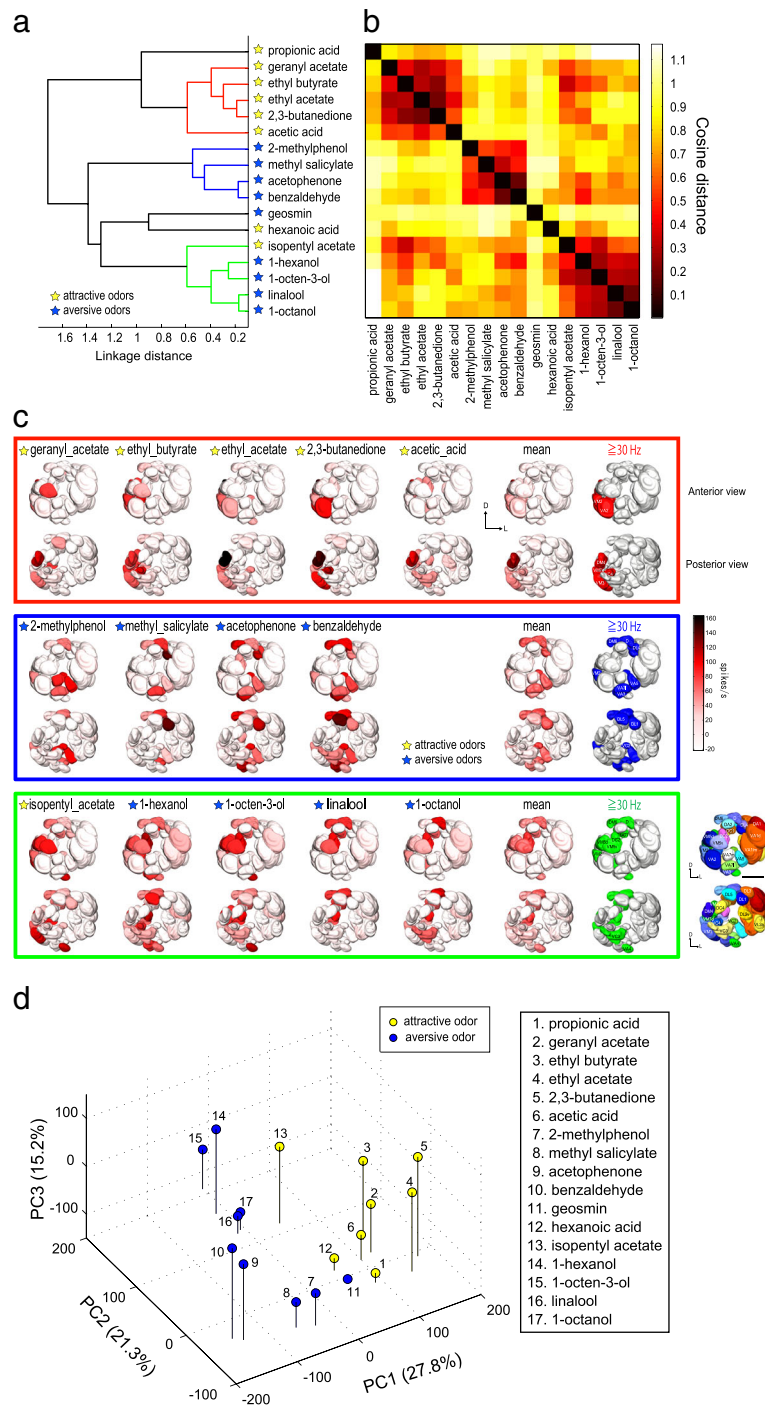 a
propionic acid
geranyl acetate
ethyl butyrate
ethyl acetate
2,3-butanedione
acetic acid
2-methylphenol
methyl salicylate
acetophenone
benzaldehyde
geosmin
hexanoic acid
isopentyl acetate
1-hexanol
1-octen-3-ol
linalool
1-octanol
attractive odors
aversive odors
1.6 1.4 1.2 1 0.8 0.6 0.4 0.2
Linkage distance
b
1.1
1
0.9
0.8
0.7
0.6
0.5
0.4
0.3
0.2
0.1
Cosine distance
propionic acid
geranyl acetate
ethyl butyrate
ethyl acetate
2,3-butanedione
acetic acid
2-methylphenol
methyl salicylate
acetophenone
benzaldehyde
geosmin
hexanoic acid
isopentyl acetate
1-hexanol
1-octen-3-ol
linalool
1-octanol
c
geranyl_acetate ethyl_butyrate ethyl_acetate 2,3-butanedione acetic_acid mean ≧30 Hz
D
L
Anterior view
Posterior view
2-methylphenol methyl_salicylate acetophenone benzaldehyde mean ≧30 Hz
attractive odors
aversive odors
160
140
120
100
80
60
40
20
0
-20
spikes/s
isopentyl_acetate 1-hexanol 1-octen-3-ol linalool 1-octanol mean ≧30 Hz
D
L
D
L
d
attractive odor
aversive odor
PC3 (15.2%)
100
0
-100
PC2 (21.3%)
200
100
0
-100
PC1 (27.8%)
-200
-100
0
100
200
14
15
13
3
5
4
2
17
16
6
10
9
12
1
11
8
7
1. propionic acid
2. geranyl acetate
3. ethyl butyrate
4. ethyl acetate
5. 2,3-butanedione
6. acetic acid
7. 2-methylphenol
8. methyl salicylate
9. acetophenone
10. benzaldehyde
11. geosmin
12. hexanoic acid
13. isopentyl acetate
14. 1-hexanol
15. 1-octen-3-ol
16. linalool
17. 1-octanol